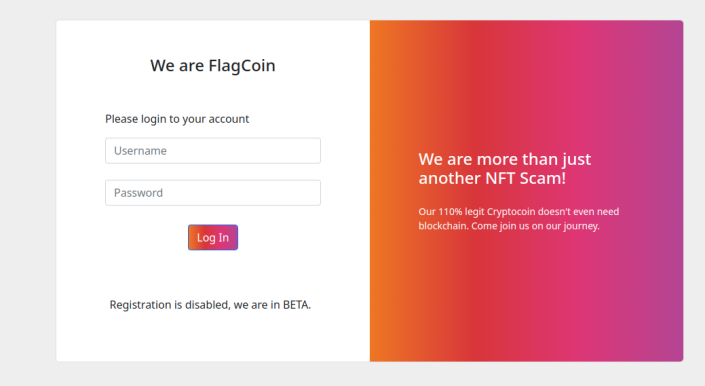 We are FlagCoin
Please login to your account
Username
Password
Log In
Registration is disabled, we are in BETA.
We are more than just
another NFT Scam!
Our 110% legit Cryptocoin doesn't even need
blockchain. Come join us on our journey.